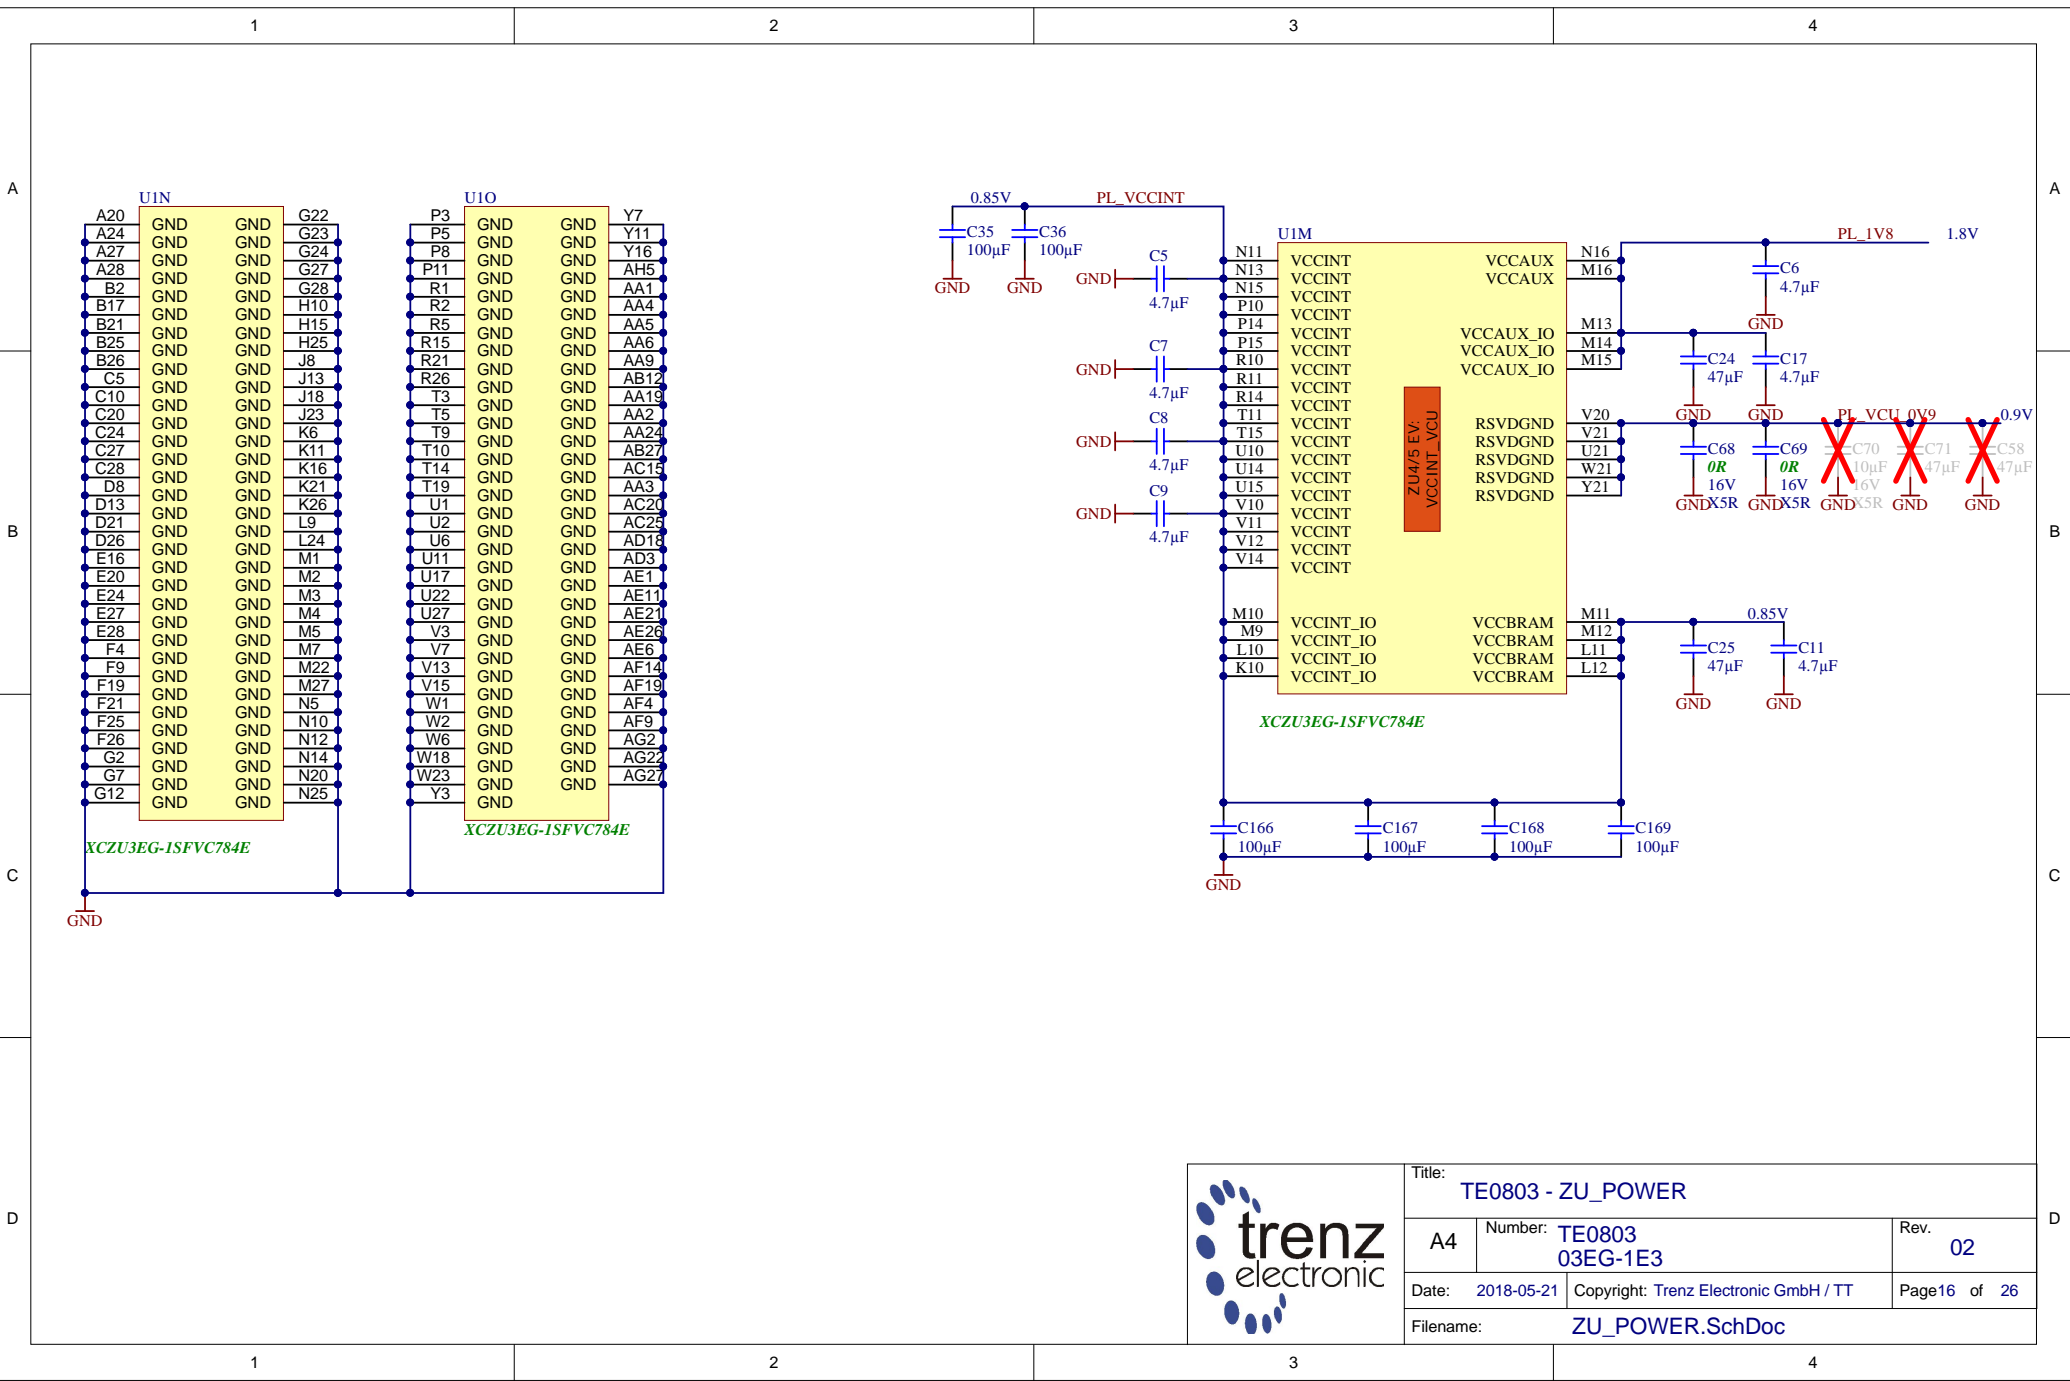 1 2 3 4
A A
B B
C C
D D
U1N
A20 GND GND G22
A24 GND GND G23
A27 GND GND G24
A28 GND GND G27
B2 GND GND G28
B17 GND GND H10
B21 GND GND H15
B25 GND GND H25
B26 GND GND J8
C5 GND GND J13
C10 GND GND J18
C20 GND GND J23
C24 GND GND K6
C27 GND GND K11
C28 GND GND K16
D8 GND GND K21
D13 GND GND K26
D21 GND GND L9
D26 GND GND L24
E16 GND GND M1
E20 GND GND M2
E24 GND GND M3
E27 GND GND M4
E28 GND GND M5
F4 GND GND M7
F9 GND GND M22
F19 GND GND M27
F21 GND GND N5
F25 GND GND N10
F26 GND GND N12
G2 GND GND N14
G7 GND GND N20
G12 GND GND N25
XCZU3EG-1SFVC784E
GND
U1O
P3 GND GND Y7
P5 GND GND Y11
P8 GND GND Y16
P11 GND GND AH5
R1 GND GND AA1
R2 GND GND AA4
R5 GND GND AA5
R15 GND GND AA6
R21 GND GND AA9
R26 GND GND AB12
T3 GND GND AA19
T5 GND GND AA2
T9 GND GND AA24
T10 GND GND AB27
T14 GND GND AC15
T19 GND GND AA3
U1 GND GND AC20
U2 GND GND AC25
U6 GND GND AD18
U11 GND GND AD3
U17 GND GND AE1
U22 GND GND AE11
U27 GND GND AE21
V3 GND GND AE26
V7 GND GND AE6
V13 GND GND AF14
V15 GND GND AF19
W1 GND GND AF4
W2 GND GND AF9
W6 GND GND AG2
W18 GND GND AG22
W23 GND GND AG27
Y3 GND
XCZU3EG-1SFVC784E
0.85V PL_VCCINT
C35 100µF GND
C36 100µF GND
GND C5 4.7µF
GND C7 4.7µF
GND C8 4.7µF
GND C9 4.7µF
U1M
N11 VCCINT
N13 VCCINT
N15 VCCINT
P10 VCCINT
P14 VCCINT
P15 VCCINT
R10 VCCINT
R11 VCCINT
R14 VCCINT
T11 VCCINT
T15 VCCINT
U10 VCCINT
U14 VCCINT
U15 VCCINT
V10 VCCINT
V11 VCCINT
V12 VCCINT
V14 VCCINT
M10 VCCINT_IO
M9 VCCINT_IO
L10 VCCINT_IO
K10 VCCINT_IO
ZU4/5 EV:
VCCINT_VCU
VCCAUX N16
VCCAUX M16
VCCAUX_IO M13
VCCAUX_IO M14
VCCAUX_IO M15
RSVDGND V20
RSVDGND V21
RSVDGND U21
RSVDGND W21
RSVDGND Y21
VCCBRAM M11
VCCBRAM M12
VCCBRAM L11
VCCBRAM L12
XCZU3EG-1SFVC784E
PL_1V8 1.8V
C6 4.7µF GND
C24 47µF GND
C17 4.7µF GND
PL_VCU_0V9 0.9V
C68 0R 16V X5R GND
C69 0R 16V X5R GND
C70 10µF 16V X5R GND
C71 47µF GND
C58 47µF GND
0.85V
C25 47µF GND
C11 4.7µF GND
C166 100µF
C167 100µF
C168 100µF
C169 100µF
GND
trenz
electronic
Title:
TE0803 - ZU_POWER
A4 Number: TE0803
03EG-1E3
Rev.
02
Date: 2018-05-21 Copyright: Trenz Electronic GmbH / TT Page16 of 26
Filename: ZU_POWER.SchDoc
1 2 3 4